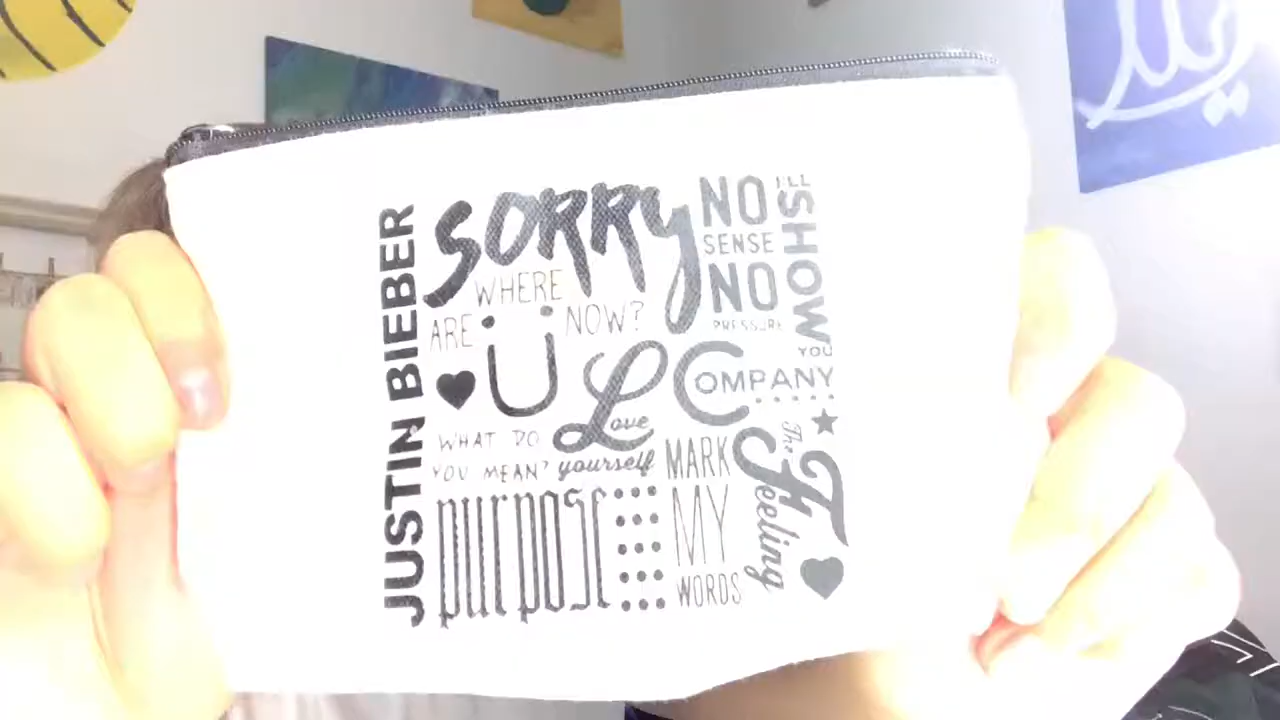 JUSTIN BIEBER
SORRY
WHERE
ARE Ü NOW?
WHAT DO
YOU MEAN?
Love
yourself
purpose
NO
SENSE
NO
PRESSURE
I'LL
SHOW
YOU
COMPANY
MARK
MY
WORDS
The
Feeling